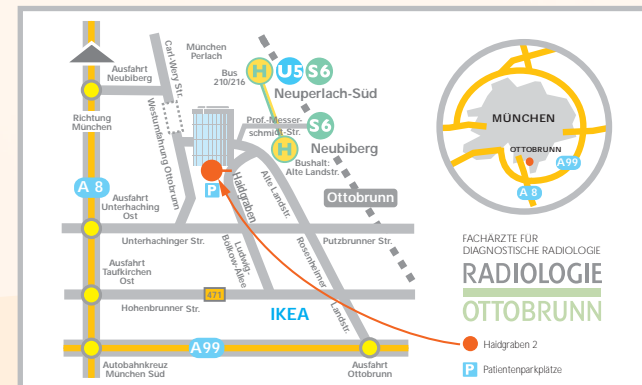 Ausfahrt
Neubiberg
Richtung
München
A 8
Ausfahrt
Unterhaching
Ost
Ausfahrt
Taufkirchen
Ost
Autobahnkreuz
München Süd
Carl-Wery Str.
Westumfahrung Ottobrunn
München
Perlach
Bus
210/216
H
U5
S6
Neuperlach-Süd
Prof.-Messer-
schmidt-Str.
S6
Neubiberg
H
Bushalt:
Alte Landstr.
P
Haidgraben
Alte Landstr.
Ottobrunn
Unterhachinger Str.
Putzbrunner Str.
Ludwig-
Bölkow-Allee
Rosenheimer
Landstr.
Hohenbrunner Str.
471
IKEA
A99
Ausfahrt
Ottobrunn
MÜNCHEN
OTTOBRUNN
A99
A 8
FACHÄRZTE FÜR
DIAGNOSTISCHE RADIOLOGIE
RADIOLOGIE
OTTOBRUNN
Haidgraben 2
P Patientenparkplätze